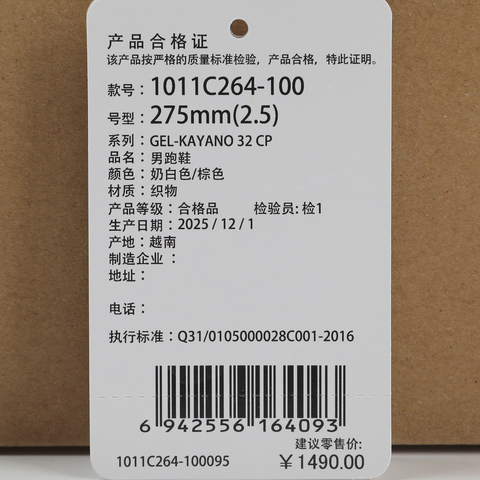 产品合格证
该产品按严格的质量标准检验，产品合格，特此证明。
款号：1011C264-100
号型：275mm(2.5)
系列：GEL-KAYANO 32 CP
品名：男跑鞋
颜色：奶白色/棕色
材质：织物
产品等级：合格品 检验员: 检1
生产日期：2025 / 12 / 1
产地：越南
制造企业：
地址：
电话：
执行标准：Q31/0105000028C001-2016
6 942556 164093
建议零售价:
1011C264-100095 ￥1490.00